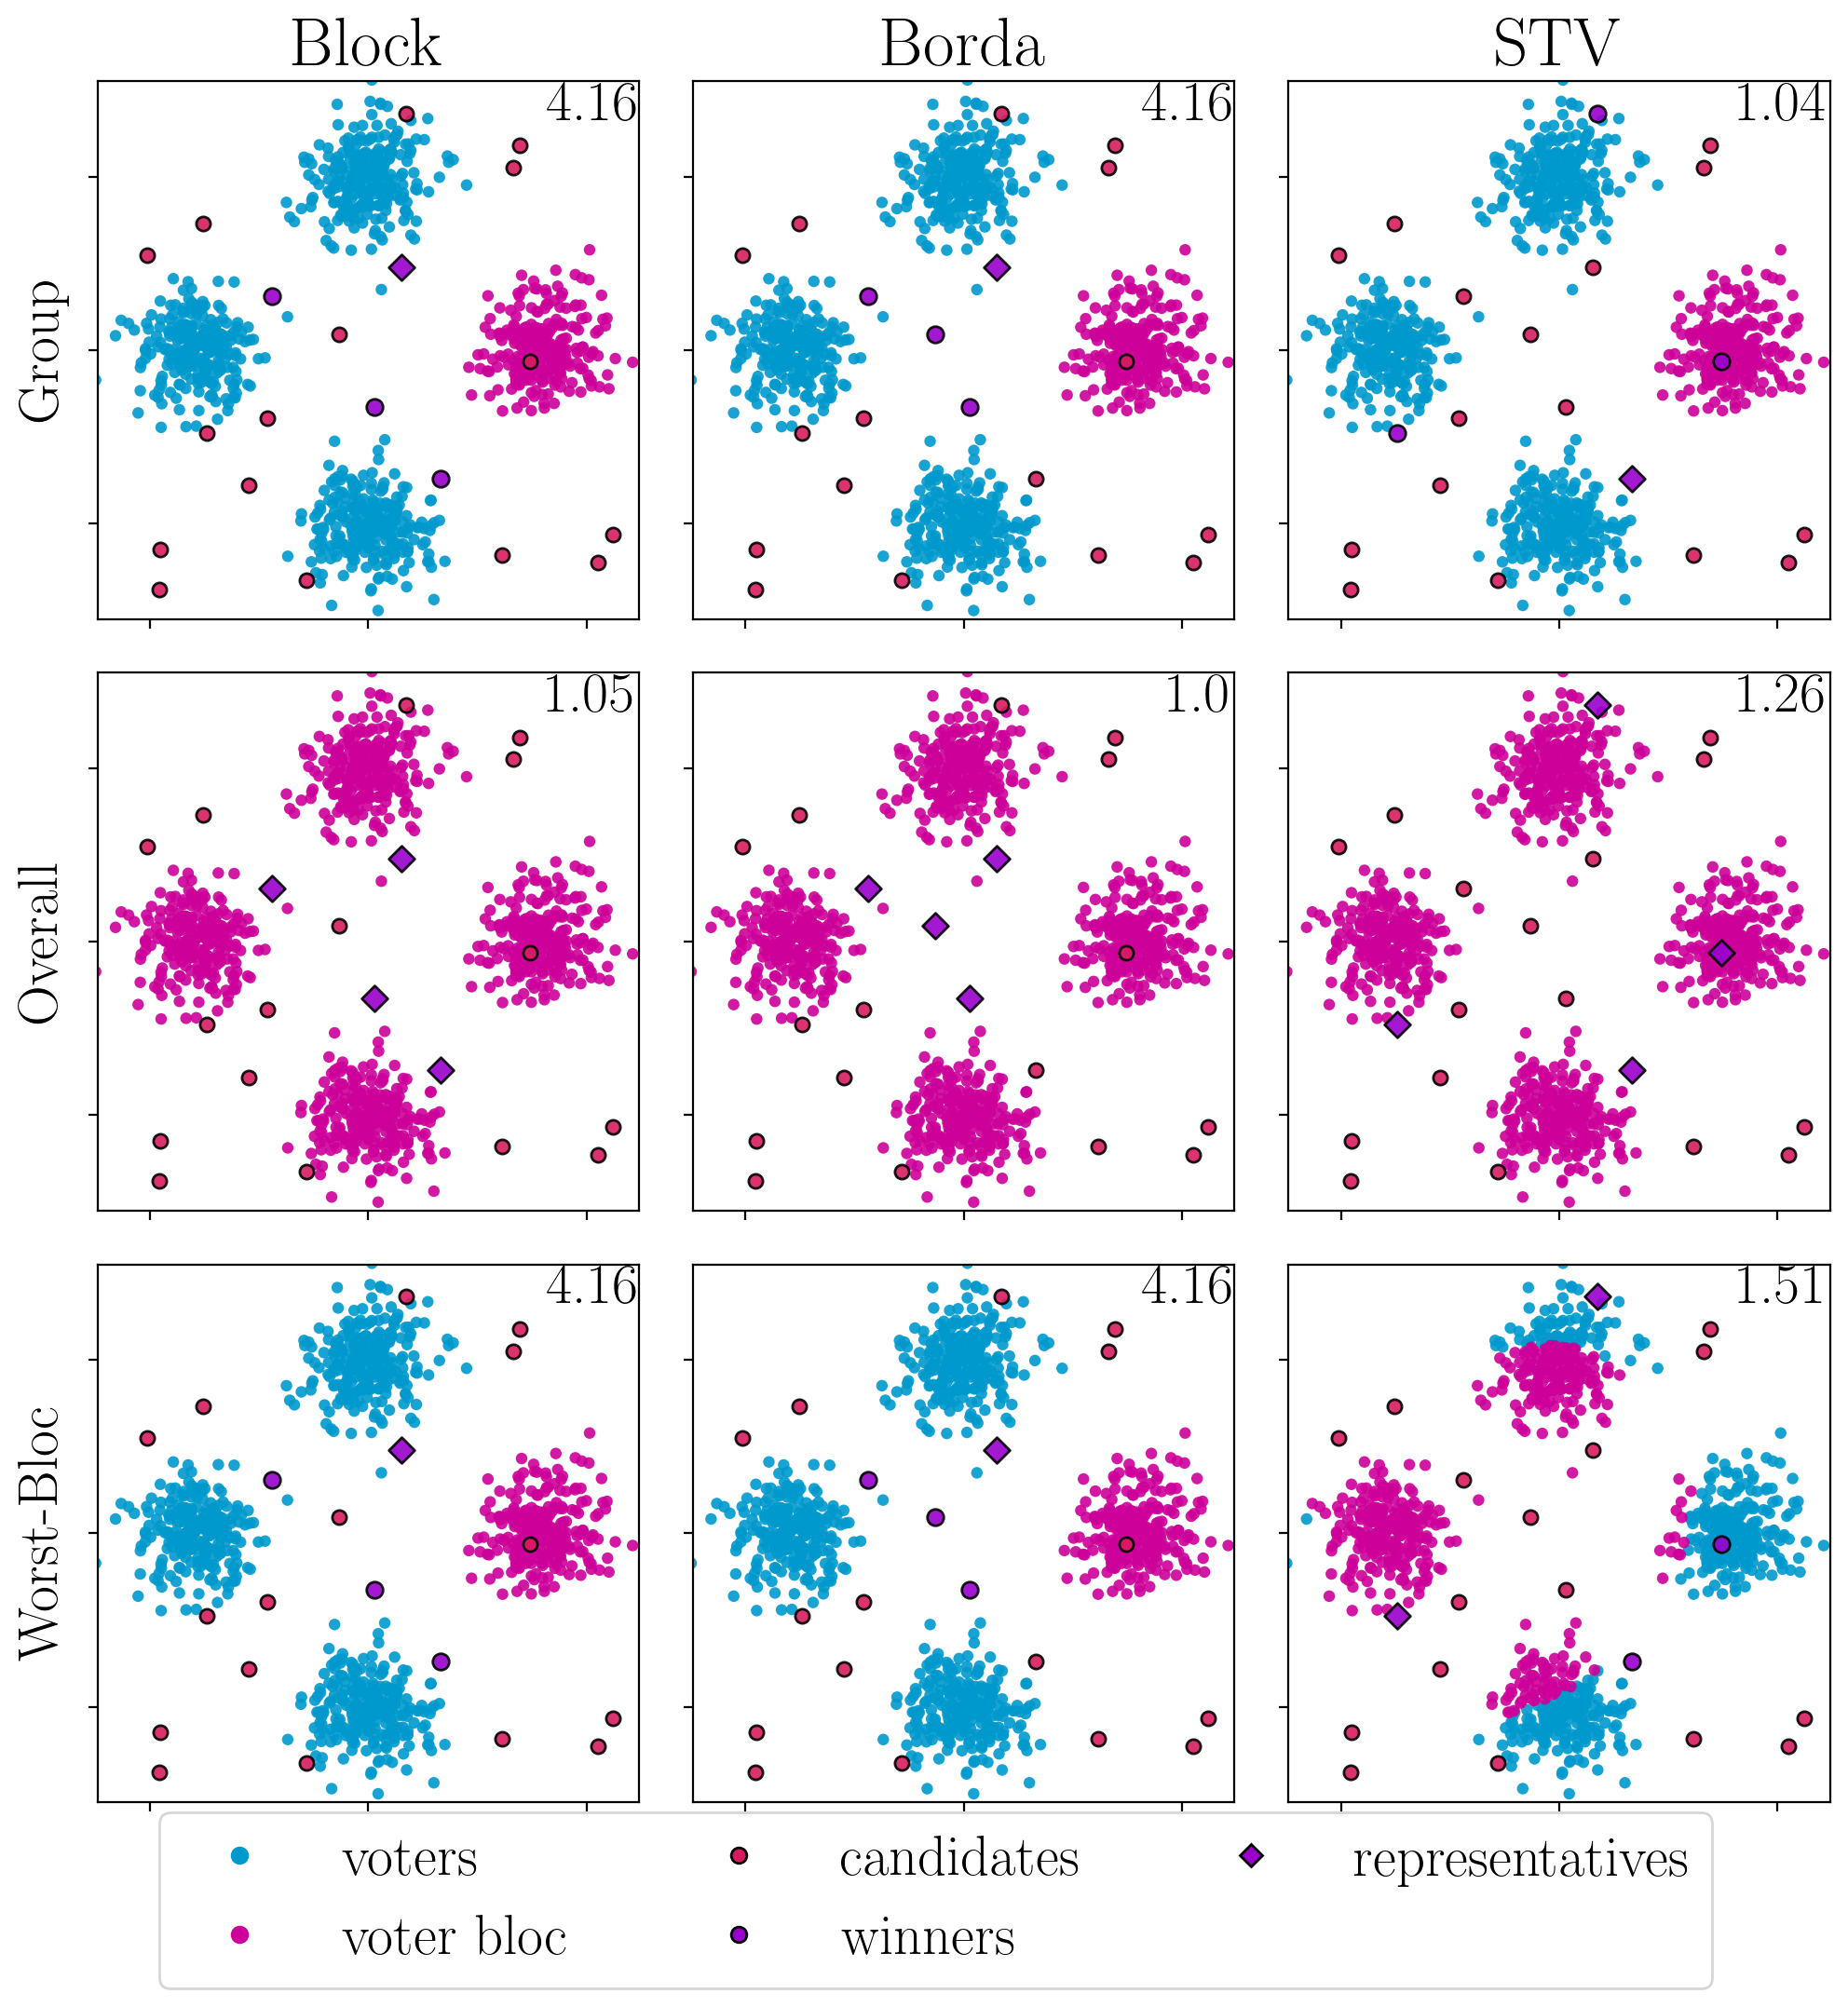 Block Borda STV
Group 4.16 4.16 1.04
Overall 1.05 1.0 1.26
Worst-Bloc 4.16 4.16 1.51
voters candidates representatives
voter bloc winners